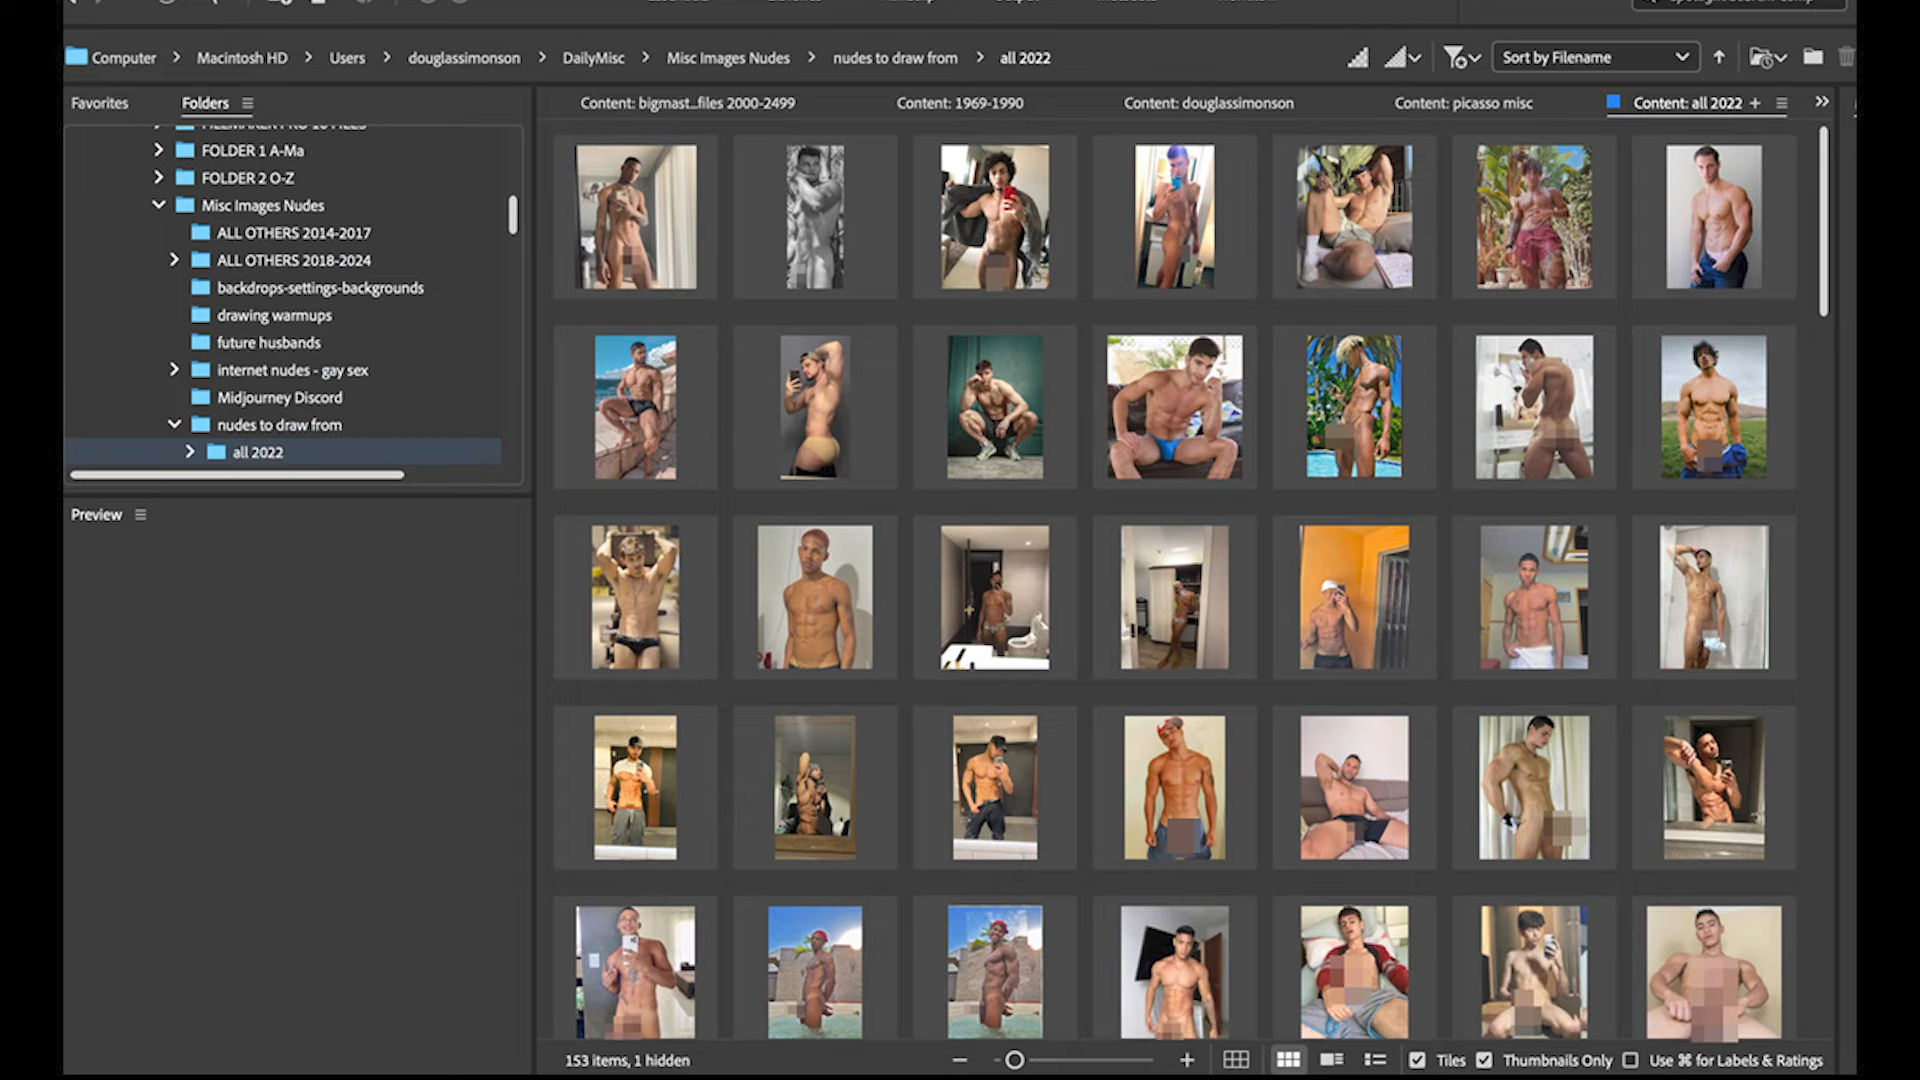 Computer > Macintosh HD > Users > douglassimonson > DailyMisc > Misc Images Nudes > nudes to draw from > all 2022
Sort by Filename
Favorites
Folders
Content: bigmast...files 2000-2499
Content: 1969-1990
Content: douglassimonson
Content: picasso misc
Content: all 2022
FOLDER 1 A-Ma
FOLDER 2 O-Z
Misc Images Nudes
ALL OTHERS 2014-2017
ALL OTHERS 2018-2024
backdrops-settings-backgrounds
drawing warmups
future husbands
internet nudes - gay sex
Midjourney Discord
nudes to draw from
all 2022
Preview
153 items, 1 hidden
Tiles
Thumbnails Only
Use ⌘ for Labels & Ratings